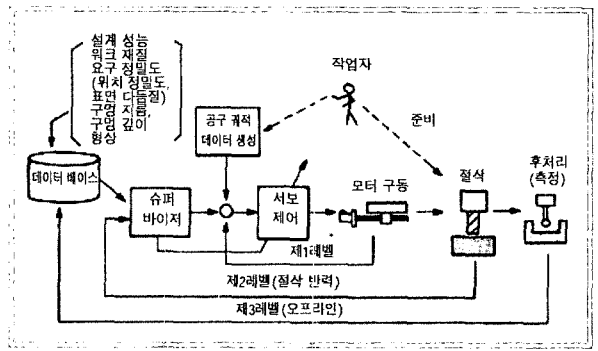 설계 성능
워크 재질
요구 정밀도
(위치 정밀도,
표면 다듬질)
구멍 지름,
구멍 깊이
형상
작업자
공구 궤적
데이터 생성
준비
절삭
후처리
(측정)
데이터 베이스
슈퍼
바이저
서보
제어
모터 구동
제1레벨
제2레벨(절삭 반력)
제3레벨(오프라인)